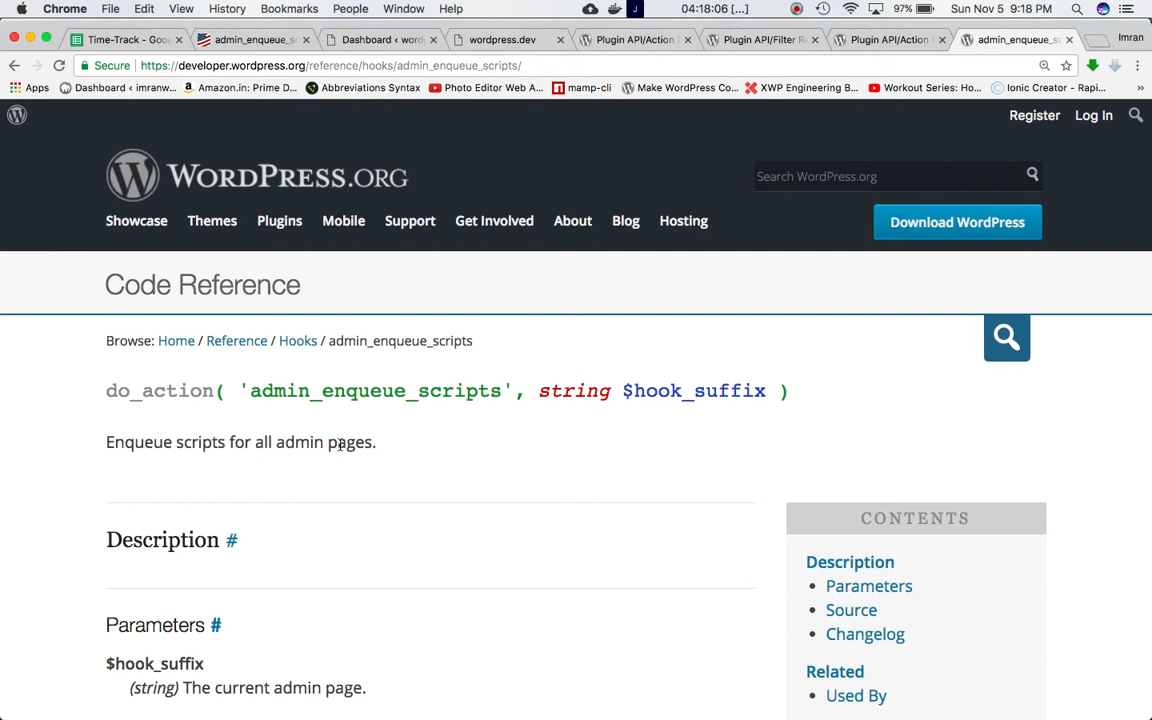 Chrome File Edit View History Bookmarks People Window Help J 04:18:06 [...] 97% Sun Nov 5 9:18 PM
Time-Track - Goo admin_enqueue_sc Dashboard ‹ word wordpress.dev Plugin API/Action Plugin API/Filter Re Plugin API/Action admin_enqueue_sc Imran
Secure https://developer.wordpress.org/reference/hooks/admin_enqueue_scripts/
Apps Dashboard ‹ imranw... Amazon.in: Prime D... Abbreviations Syntax Photo Editor Web A... mamp-cli Make WordPress Co... XWP Engineering B... Workout Series: Ho... Ionic Creator - Rapi... »
Register Log In
WORDPRESS.ORG
Search WordPress.org
Showcase Themes Plugins Mobile Support Get Involved About Blog Hosting
Download WordPress
Code Reference
Browse: Home / Reference / Hooks / admin_enqueue_scripts
do_action( 'admin_enqueue_scripts', string $hook_suffix )
Enqueue scripts for all admin pages.
CONTENTS
Description #
Description
• Parameters
• Source
• Changelog
Parameters #
$hook_suffix
(string) The current admin page.
Related
• Used By